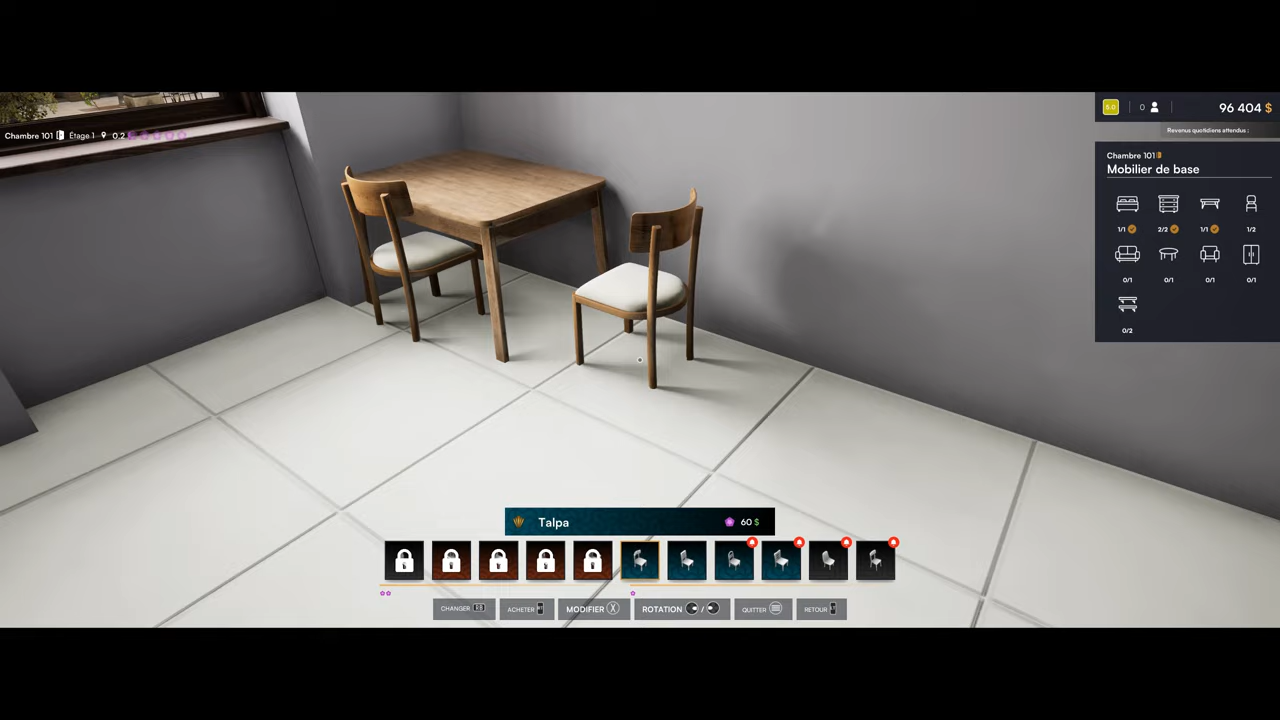 Chambre 101 Étage 1 0.2
5.0 0 96 404 $
Revenus quotidiens attendus :
Chambre 101
Mobilier de base
1/1 2/2 1/1 1/2
0/1 0/1 0/1 0/1
0/2
Talpa 60 $
CHANGER ACHETER MODIFIER X ROTATION / QUITTER RETOUR